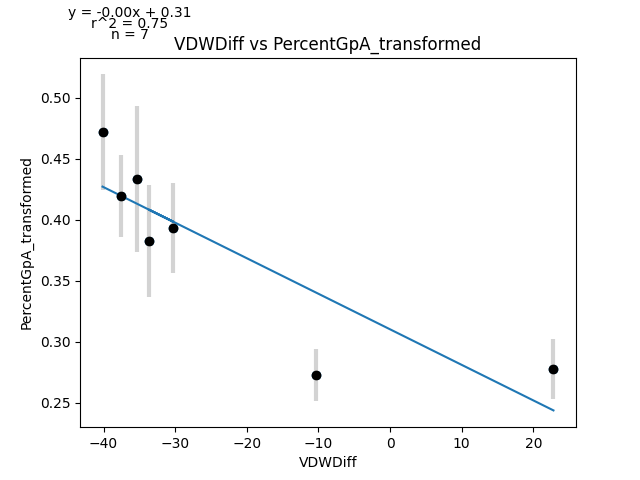 y = -0.00x + 0.31
r^2 = 0.75
n = 7
VDWDiff vs PercentGpA_transformed
PercentGpA_transformed
0.50
0.45
0.40
0.35
0.30
0.25
−40
−30
−20
−10
0
10
20
VDWDiff